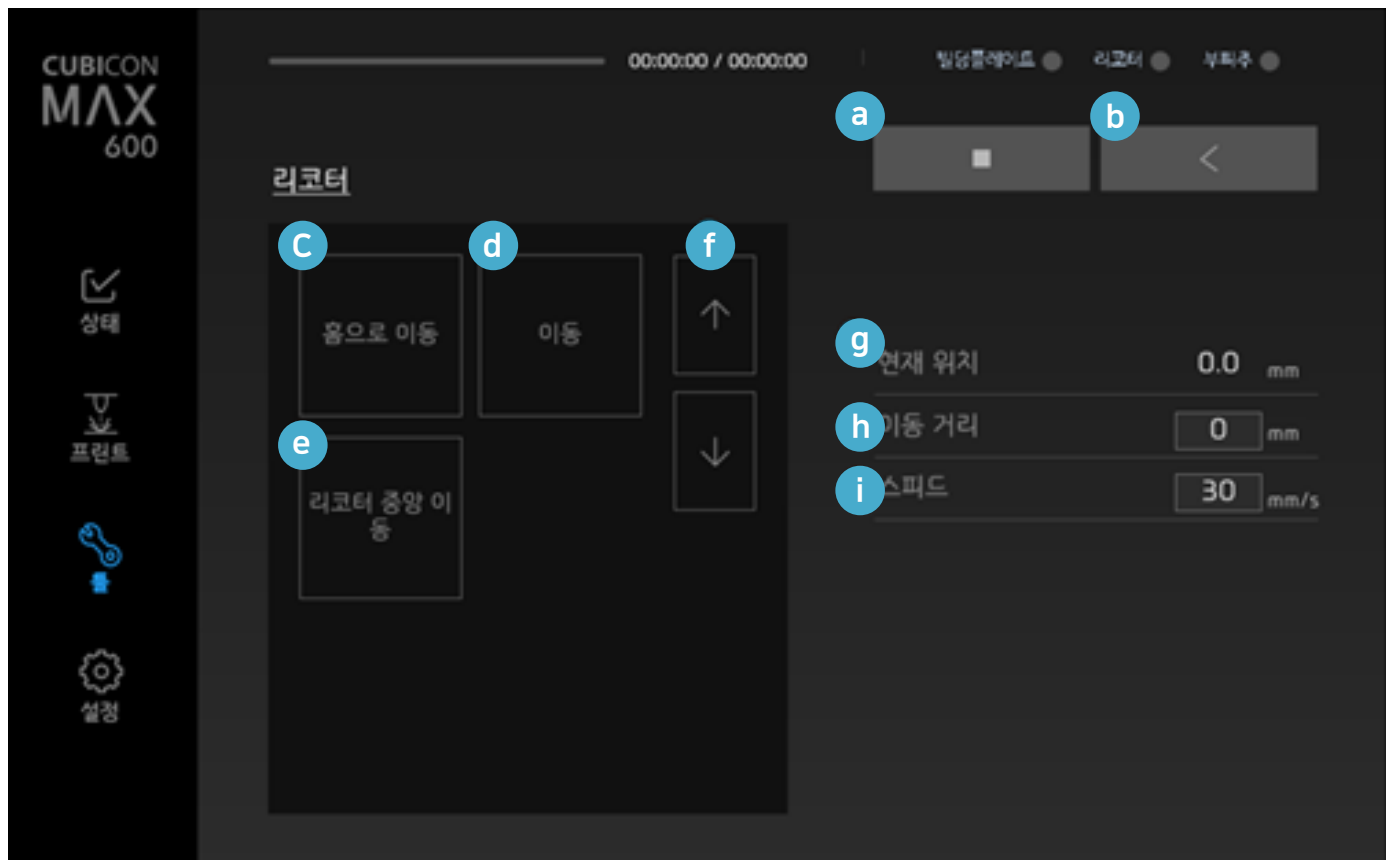 CUBICON
MAX
600
00:00:00 / 00:00:00
빌딩플레이트
리코터
부피추
a
b
리코터
C
d
f
홈으로 이동
이동
e
리코터 중앙 이
동
g
현재 위치
0.0 mm
h
이동 거리
0 mm
i
스피드
30 mm/s
상태
프린트
툴
설정